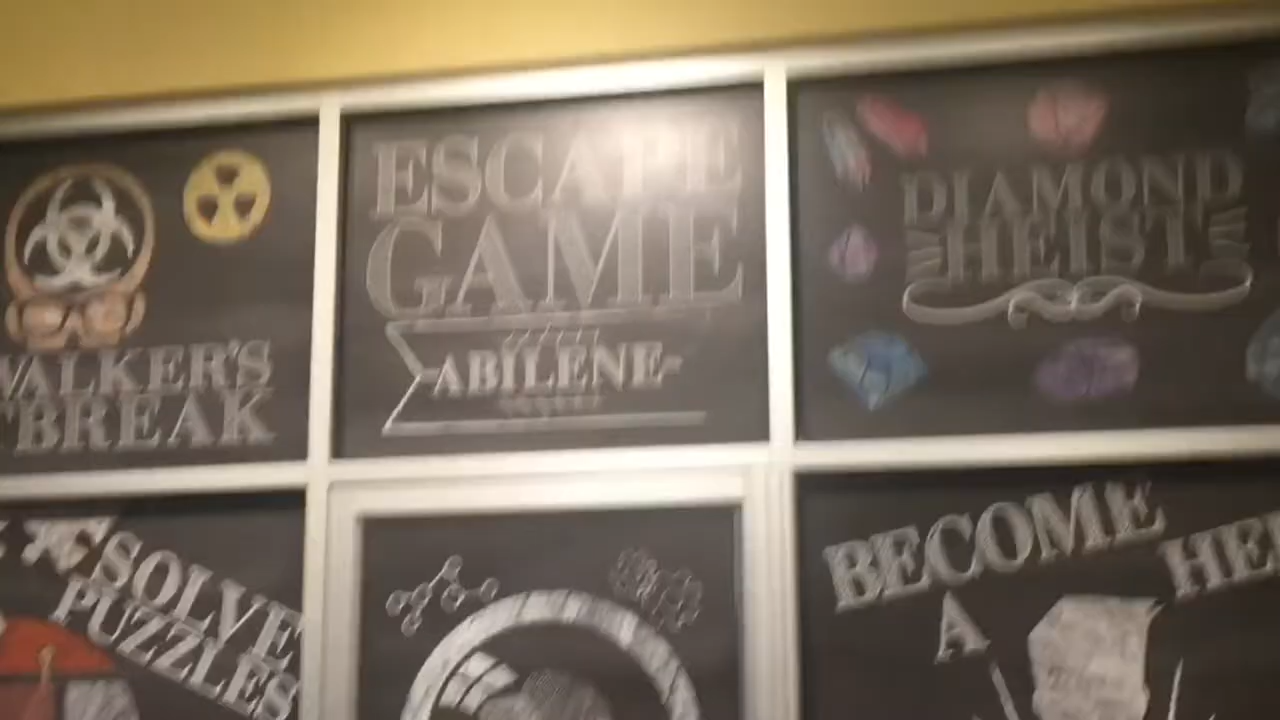 WALKER'S
BREAK
ESCAPE
GAME
-ABILENE-
DIAMOND
HEIST
SOLVE
PUZZLES
BECOME
A